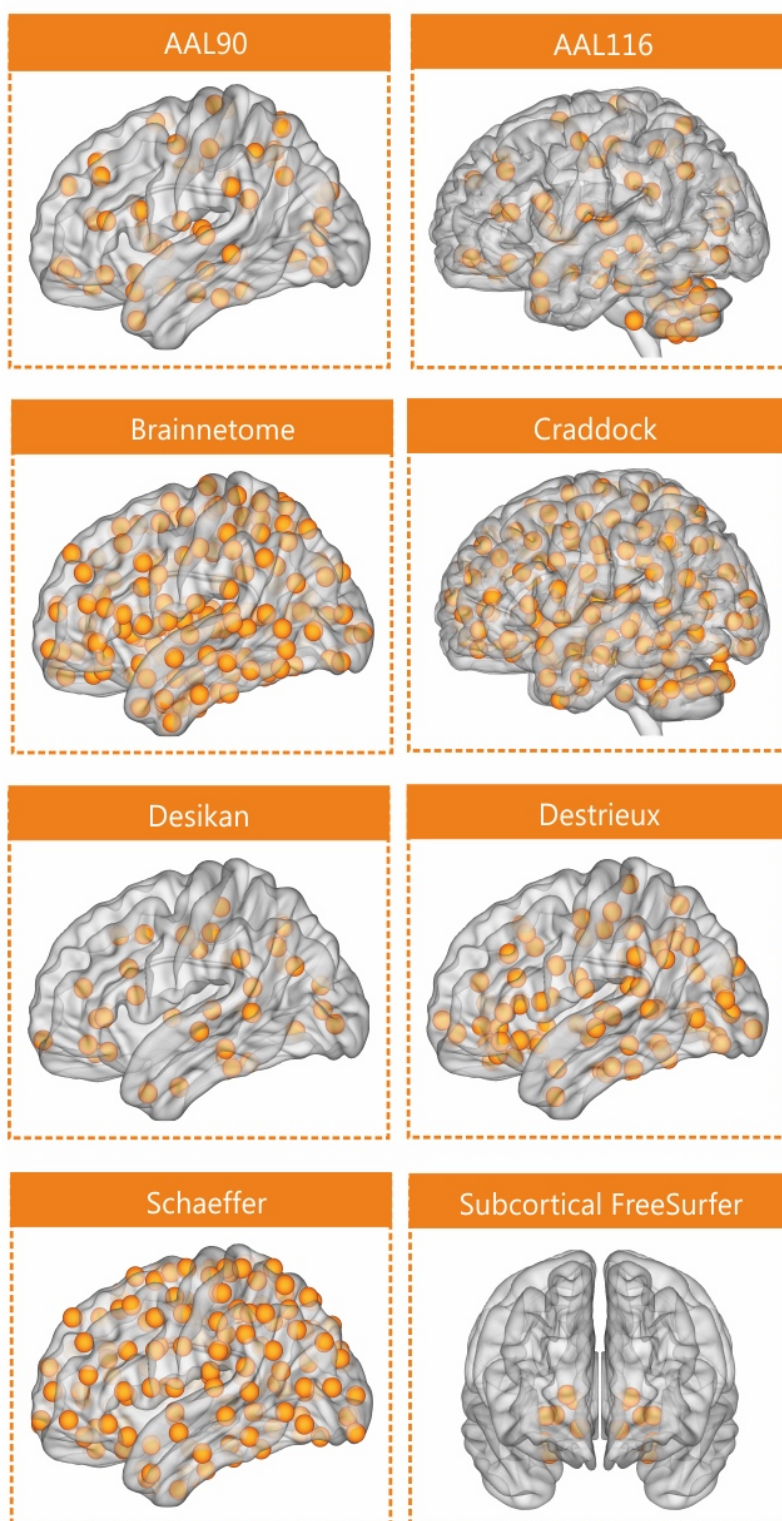 AAL90
AAL116
Brainnetome
Craddock
Desikan
Destrieux
Schaeffer
Subcortical FreeSurfer